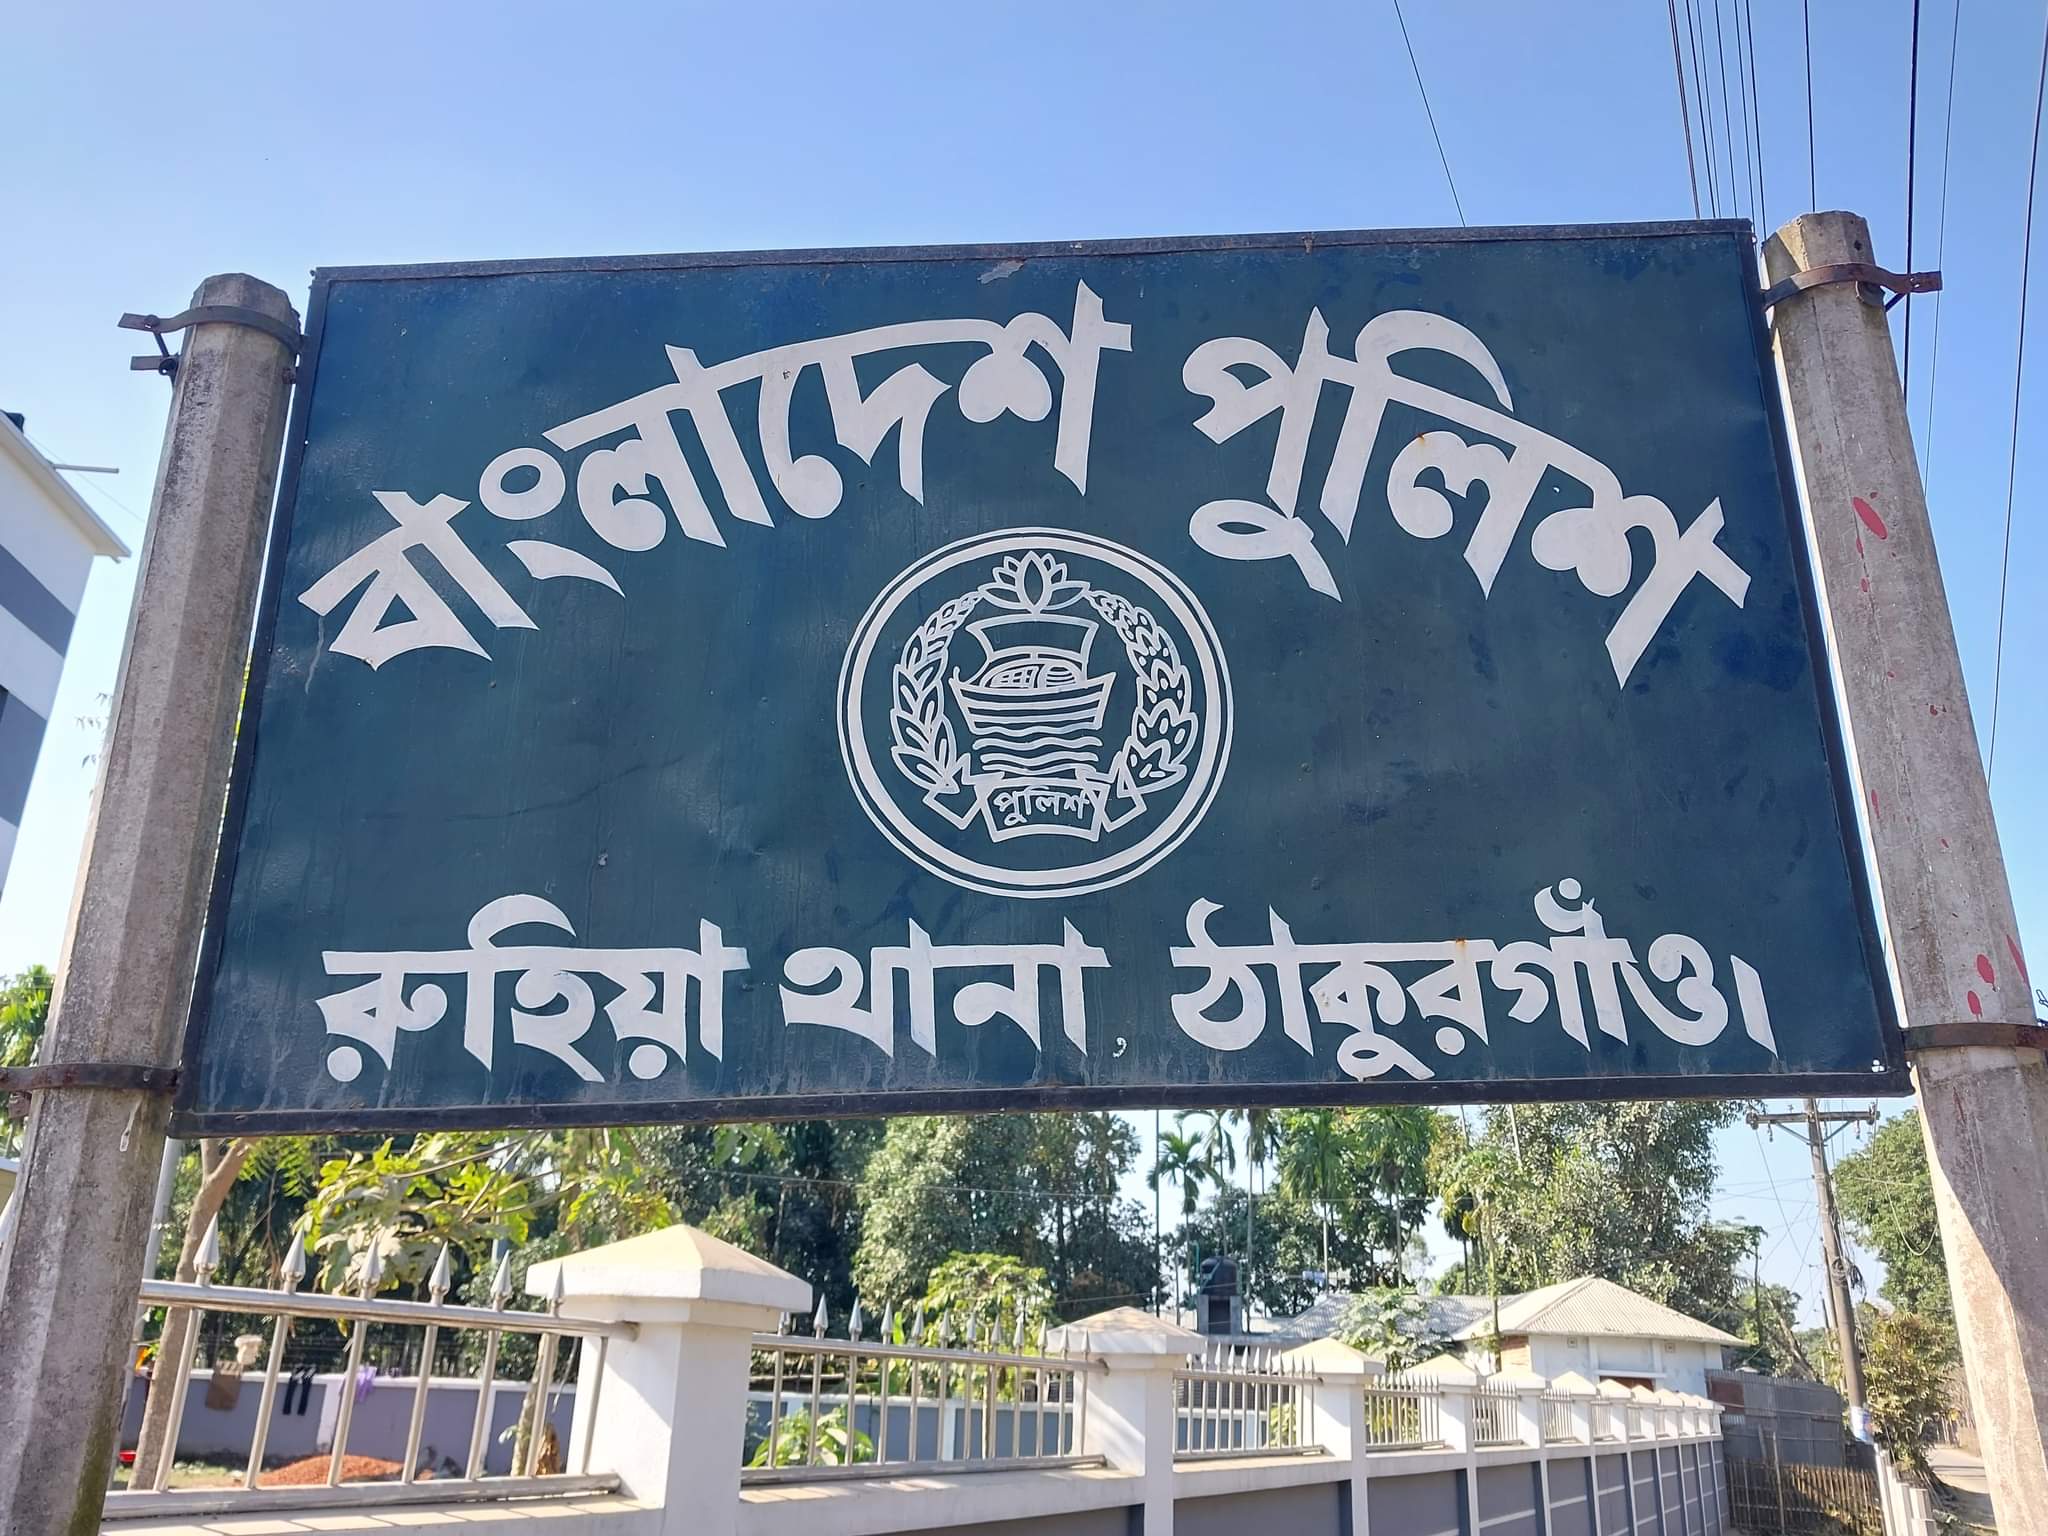 বাংলাদেশ পুলিশ
পুলিশ
রুহিয়া থানা, ঠাকুরগাঁও।